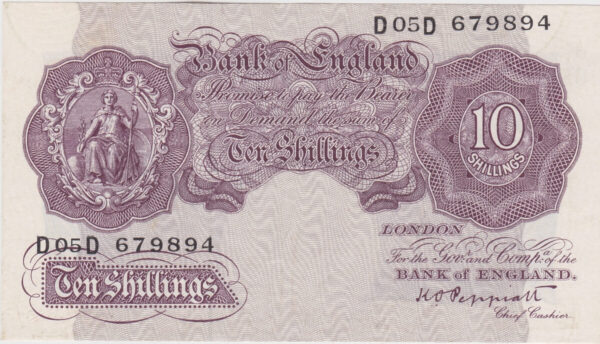 D05D 679894
Bank of England
Promise to pay the Bearer
on Demand the sum of
Ten Shillings
10
SHILLINGS
D05D 679894
Ten Shillings
LONDON
For the Govr. and Compa. of the
BANK OF ENGLAND.
K O Peppiatt
Chief Cashier